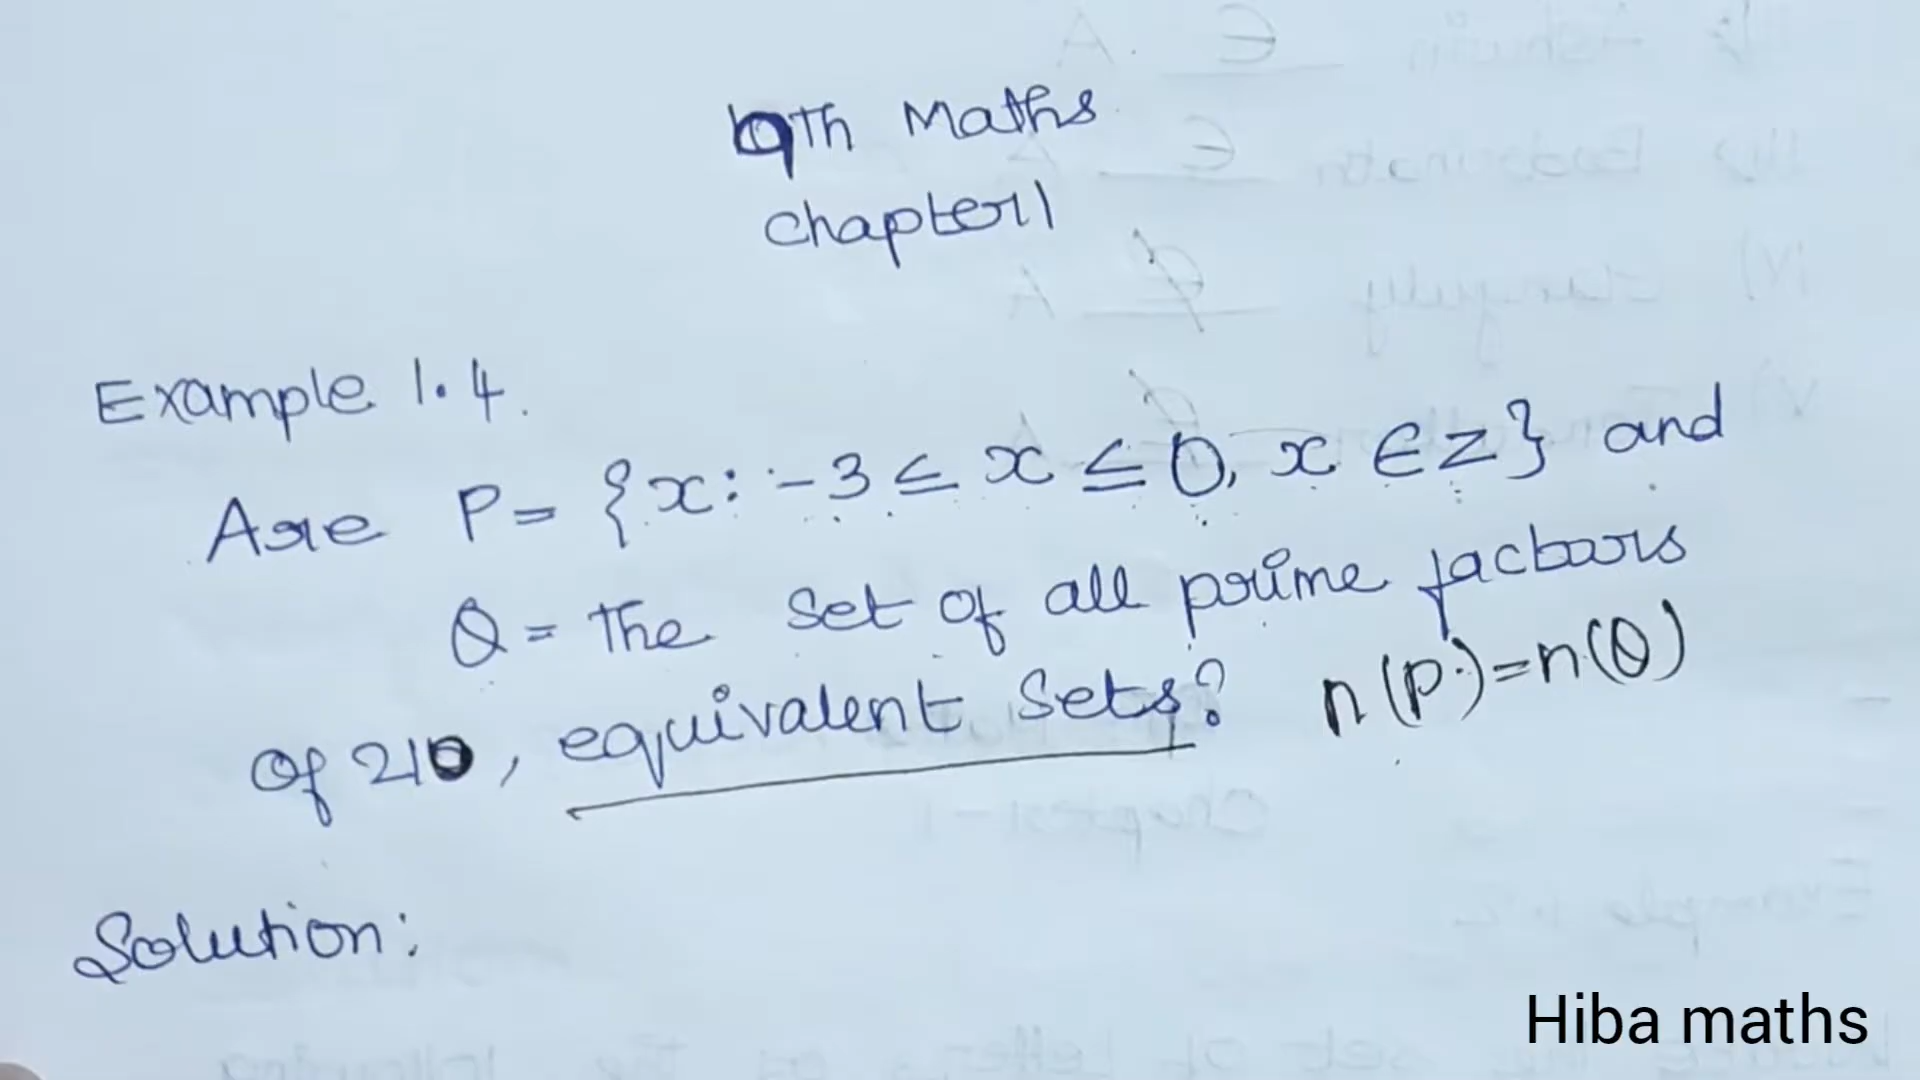 9Th Maths
Chapter 1
Example 1.4.
Are P = {x : -3 ≤ x ≤ 0, x ∈ Z} and
Q = The set of all prime factors
of 210, equivalent sets? n(P) = n(Q)
Solution:
Hiba maths